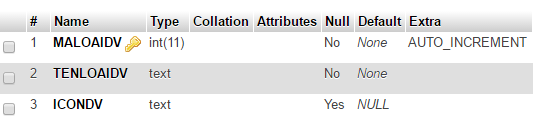 # Name Type Collation Attributes Null Default Extra
1 MALOAIDV int(11) No None AUTO_INCREMENT
2 TENLOAIDV text No None
3 ICONDV text Yes NULL